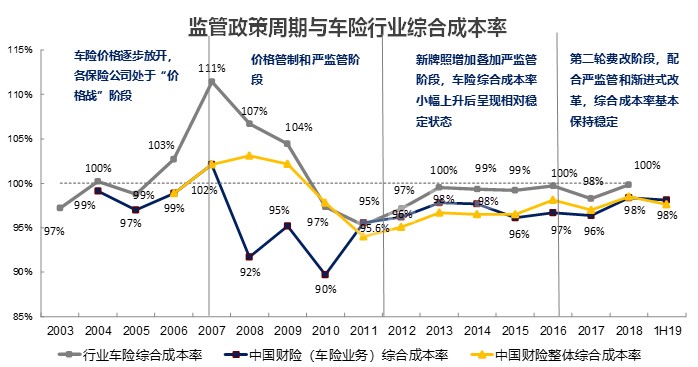 监管政策周期与车险行业综合成本率
115%
110%
105%
100%
95%
90%
85%
车险价格逐步放开，
各保险公司处于“价
格战”阶段
价格管制和严监管阶
段
新牌照增加叠加严监管
阶段，车险综合成本率
小幅上升后呈现相对稳
定状态
第二轮费改阶段，配
合严监管和渐进式改
革，综合成本率基本
保持稳定
97%
100%
99%
99%
97%
103%
99%
111%
102%
107%
92%
104%
95%
97%
90%
95%
95.6%
97%
96%
100%
98%
99%
98%
99%
96%
100%
97%
98%
96%
100%
98%
98%
2003 2004 2005 2006 2007 2008 2009 2010 2011 2012 2013 2014 2015 2016 2017 2018 1H19
行业车险综合成本率 中国财险（车险业务）综合成本率 中国财险整体综合成本率